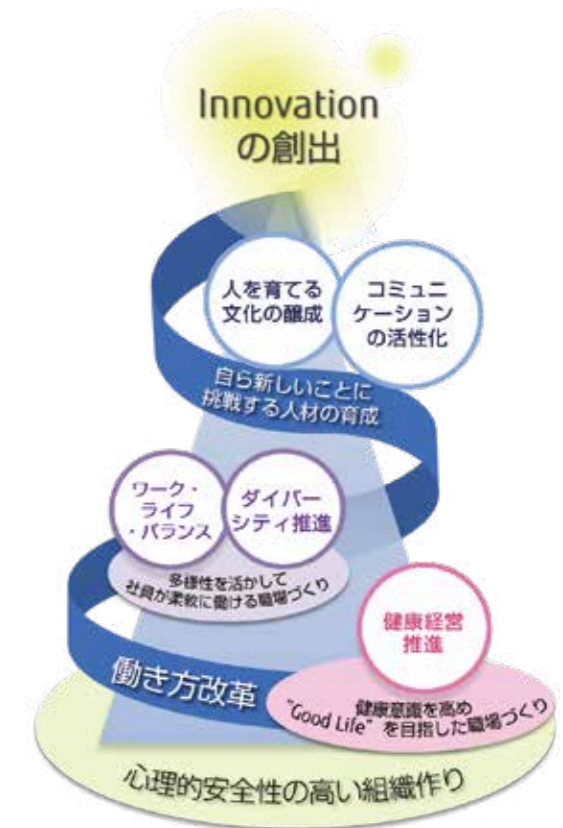 Innovation
の創出
人を育てる
文化の醸成
コミュニ
ケーション
の活性化
自ら新しいことに
挑戦する人材の育成
ワーク・
ライフ
・バランス
ダイバー
シティ推進
多様性を活かして
社員が柔軟に働ける職場づくり
健康経営
推進
働き方改革
健康意識を高め
“Good Life”を目指した職場づくり
心理的安全性の高い組織作り